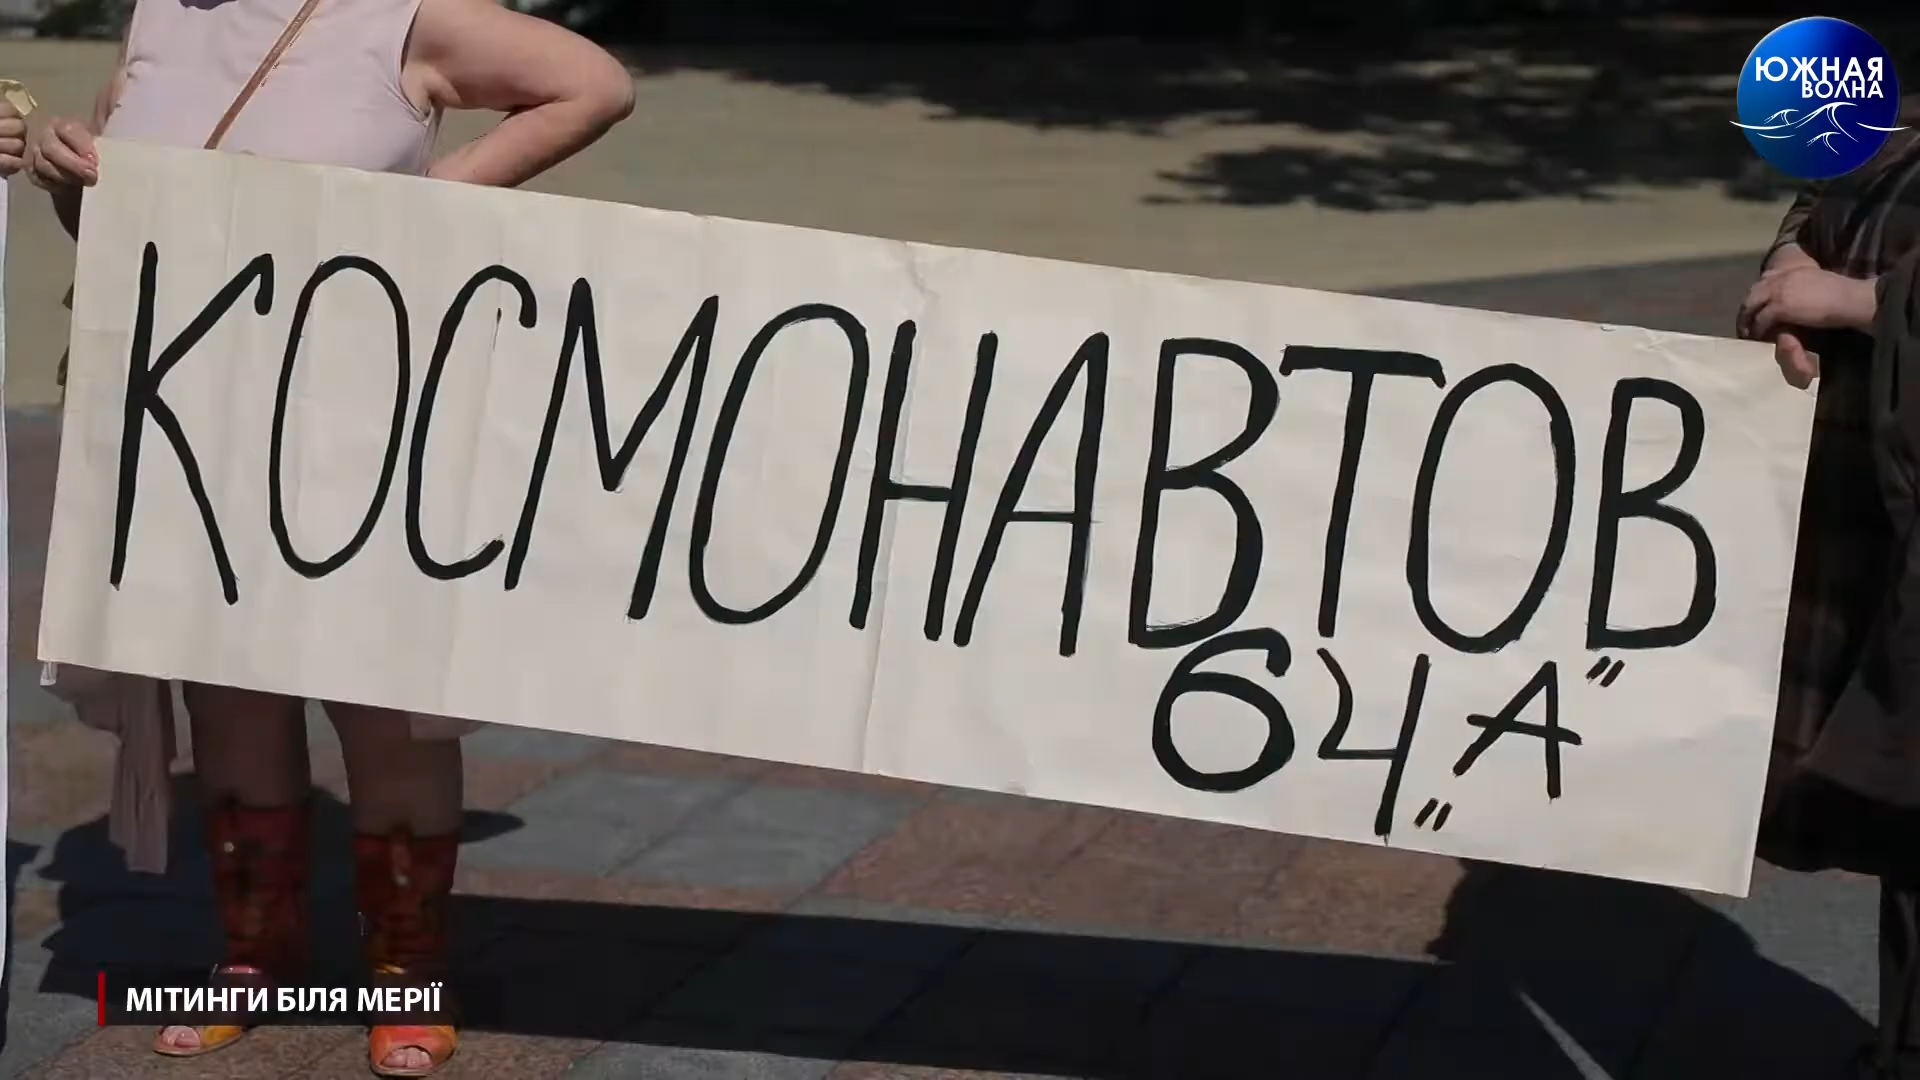 ЮЖНАЯ
ВОЛНА
КОСМОНАВТОВ
64 „А"
МІТИНГИ БІЛЯ МЕРІЇ